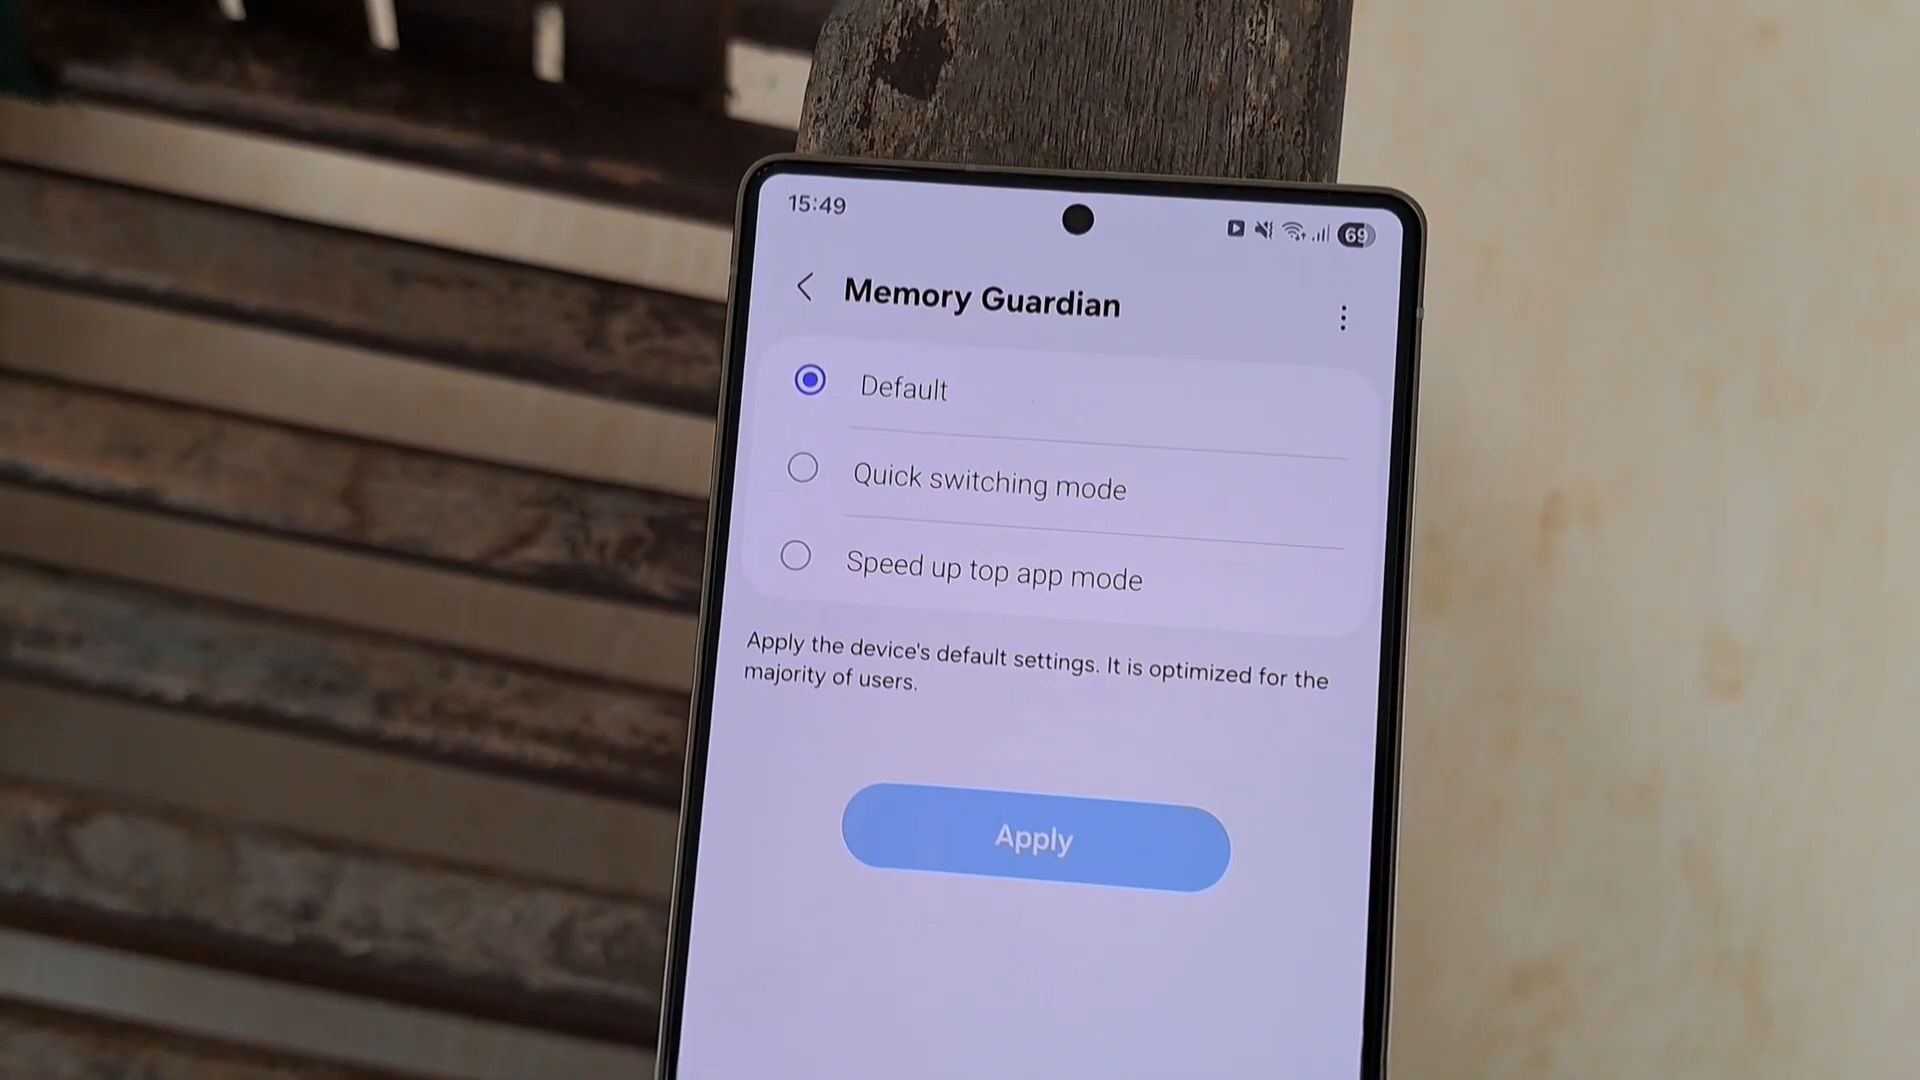 15:49
69
Memory Guardian
Default
Quick switching mode
Speed up top app mode
Apply the device's default settings. It is optimized for the
majority of users.
Apply